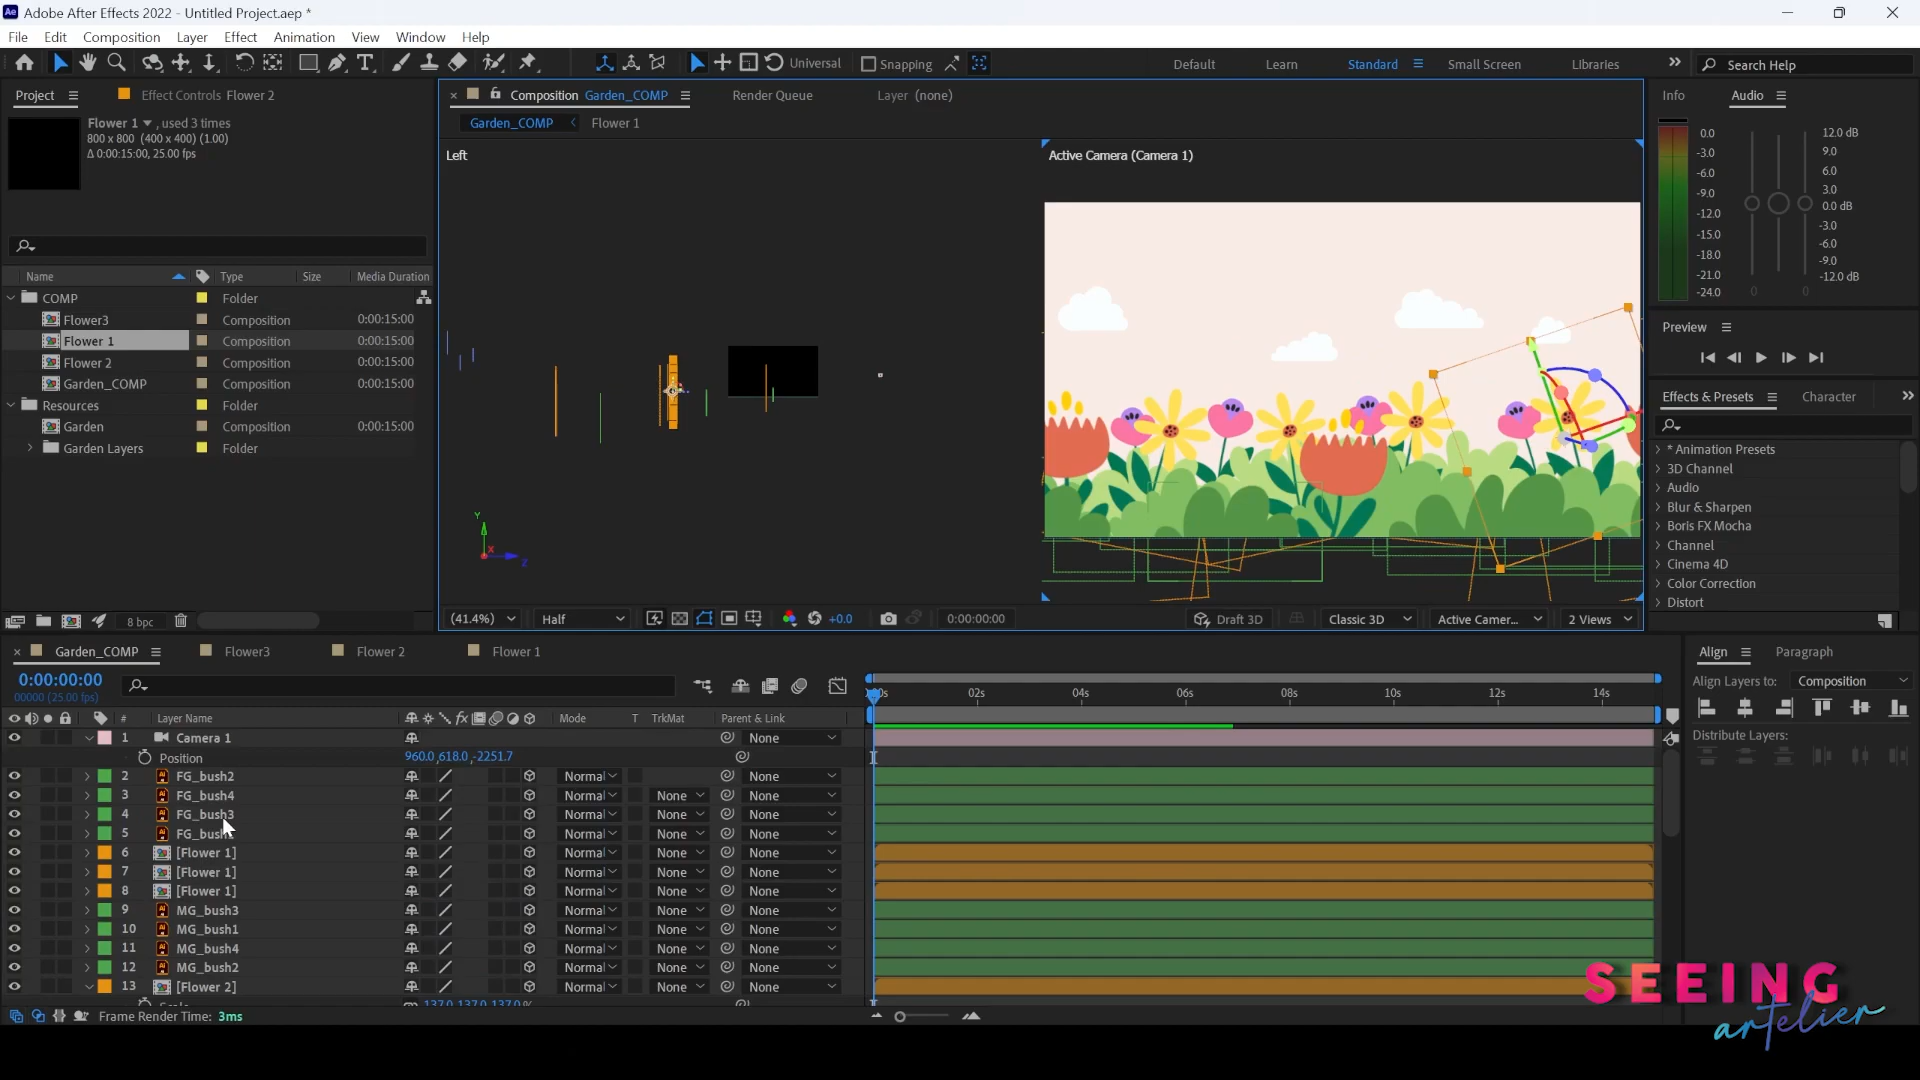 Adobe After Effects 2022 - Untitled Project.aep *
File Edit Composition Layer Effect Animation View Window Help
Universal Snapping Default Learn Standard Small Screen Libraries Search Help
Project Effect Controls Flower 2
Flower 1 , used 3 times
800 x 800 (400 x 400) (1.00)
Δ 0:00:15:00, 25.00 fps
Name Type Size Media Duration
COMP Folder
Flower3 Composition 0:00:15:00
Flower 1 Composition 0:00:15:00
Flower 2 Composition 0:00:15:00
Garden_COMP Composition 0:00:15:00
Resources Folder
Garden Composition 0:00:15:00
Garden Layers Folder
8 bpc
Composition Garden_COMP Render Queue Layer (none)
Garden_COMP Flower 1
Left
Active Camera (Camera 1)
Y
X
Z
(41.4%) Half +0.0 0:00:00:00 Draft 3D Classic 3D Active Camer... 2 Views
Info Audio
0.0 12.0 dB
-3.0 9.0
-6.0 6.0
-9.0 3.0
-12.0 0.0 dB
-15.0 -3.0
-18.0 -6.0
-21.0 -9.0
-24.0 0 0 -12.0 dB
Preview
Effects & Presets Character
* Animation Presets
3D Channel
Audio
Blur & Sharpen
Boris FX Mocha
Channel
Cinema 4D
Color Correction
Distort
Garden_COMP Flower3 Flower 2 Flower 1
0:00:00:00
00000 (25.00 fps)
02s 04s 06s 08s 10s 12s 14s
# Layer Name Mode T TrkMat Parent & Link
1 Camera 1 None
Position 960.0,618.0,-2251.7
2 FG_bush2 Normal None
3 FG_bush4 Normal None None
4 FG_bush3 Normal None None
5 Normal None None
6 [Flower 1] Normal None None
7 [Flower 1] Normal None None
8 [Flower 1] Normal None None
9 MG_bush3 Normal None None
10 MG_bush1 Normal None None
11 MG_bush4 Normal None None
12 MG_bush2 Normal None None
13 [Flower 2] Normal None None
137.0,137.0,137.0%
Frame Render Time: 3ms
Align Paragraph
Align Layers to: Composition
Distribute Layers:
SEEING
artelier